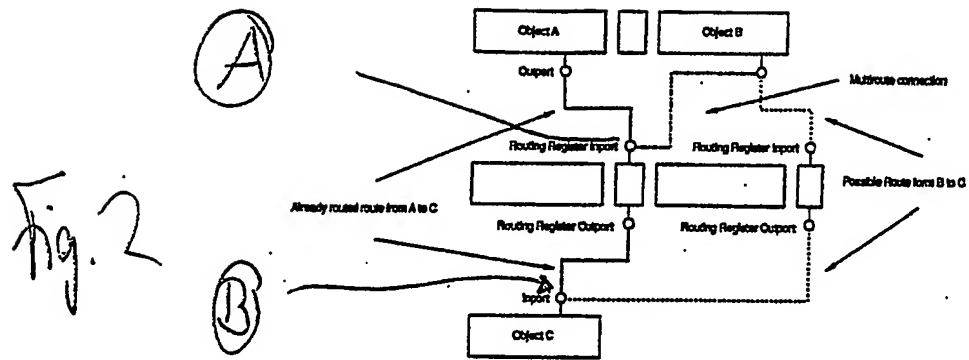 Object A
Object B
A
Outport
Multiroute connection
Routing Register Inport
Routing Register Inport
Fig. 2
Already routed route from A to C
Possible Route form B to C
Routing Register Outport
Routing Register Outport
B
Inport
Object C